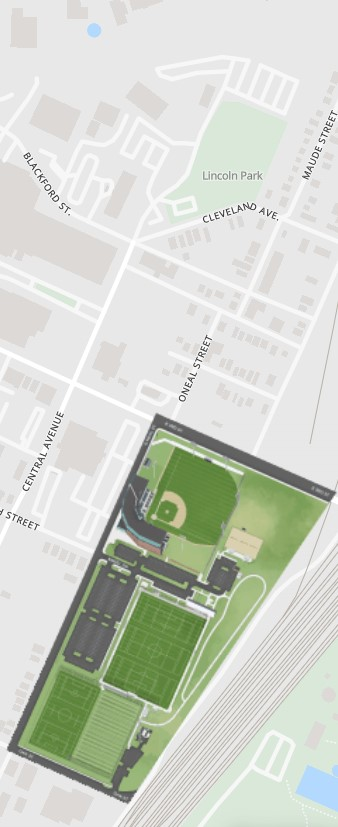 MAUDE STREET
BLACKFORD ST.
Lincoln Park
CLEVELAND AVE.
ONEAL STREET
CENTRAL AVENUE
H STREET